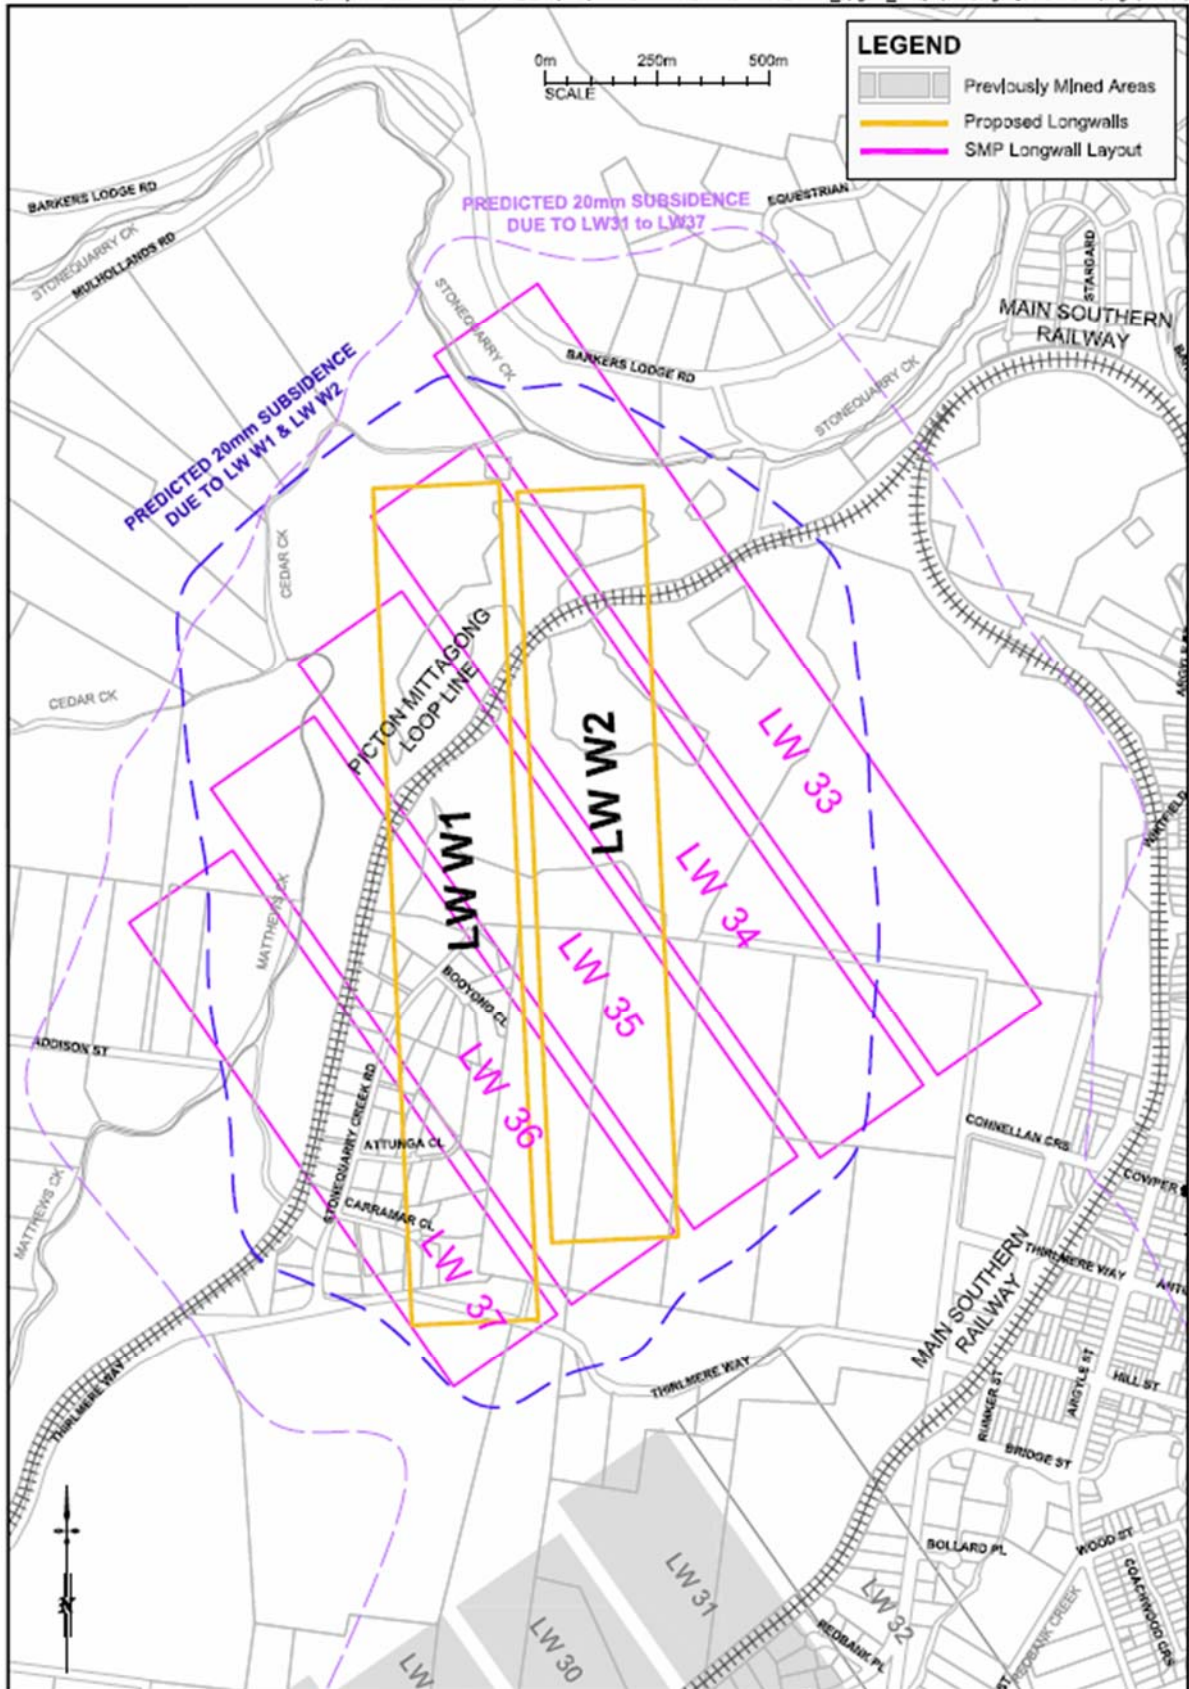 0m 250m 500m
SCALE
LEGEND
Previously Mined Areas
Proposed Longwalls
SMP Longwall Layout
BARKERS LODGE RD
STONEQUARRY CK
MULHOLLANDS RD
PREDICTED 20mm SUBSIDENCE
DUE TO LW31 to LW37
EQUESTRIAN
STARGARD
MAIN SOUTHERN
RAILWAY
STONEQUARRY CK
BARKERS LODGE RD
STONEQUARRY CK
PREDICTED 20mm SUBSIDENCE
DUE TO LW W1 & LW W2
CEDAR CK
CEDAR CK
PICTON MITTAGONG
LOOP LINE
LW W1
LW W2
LW 33
LW 34
LW 35
LW 36
LW 37
MATTHEWS CK
BOOYONG CL
ADDISON ST
STONEQUARRY CREEK RD
ATTUNGA CL
CARRAMAR CL
MATTHEWS CK
CONNELLAN CRS
COWPER
THIRLMERE WAY
MAIN SOUTHERN
RAILWAY
THIRLMERE WAY
THIRLMERE WAY
RUMKER ST
ARGYLE ST
HILL ST
BRIDGE ST
BOLLARD PL
WOOD ST
COACHWOOD CRS
REDBANK CREEK
REDBANK PL
LW 32
LW 31
LW 30
LW
N